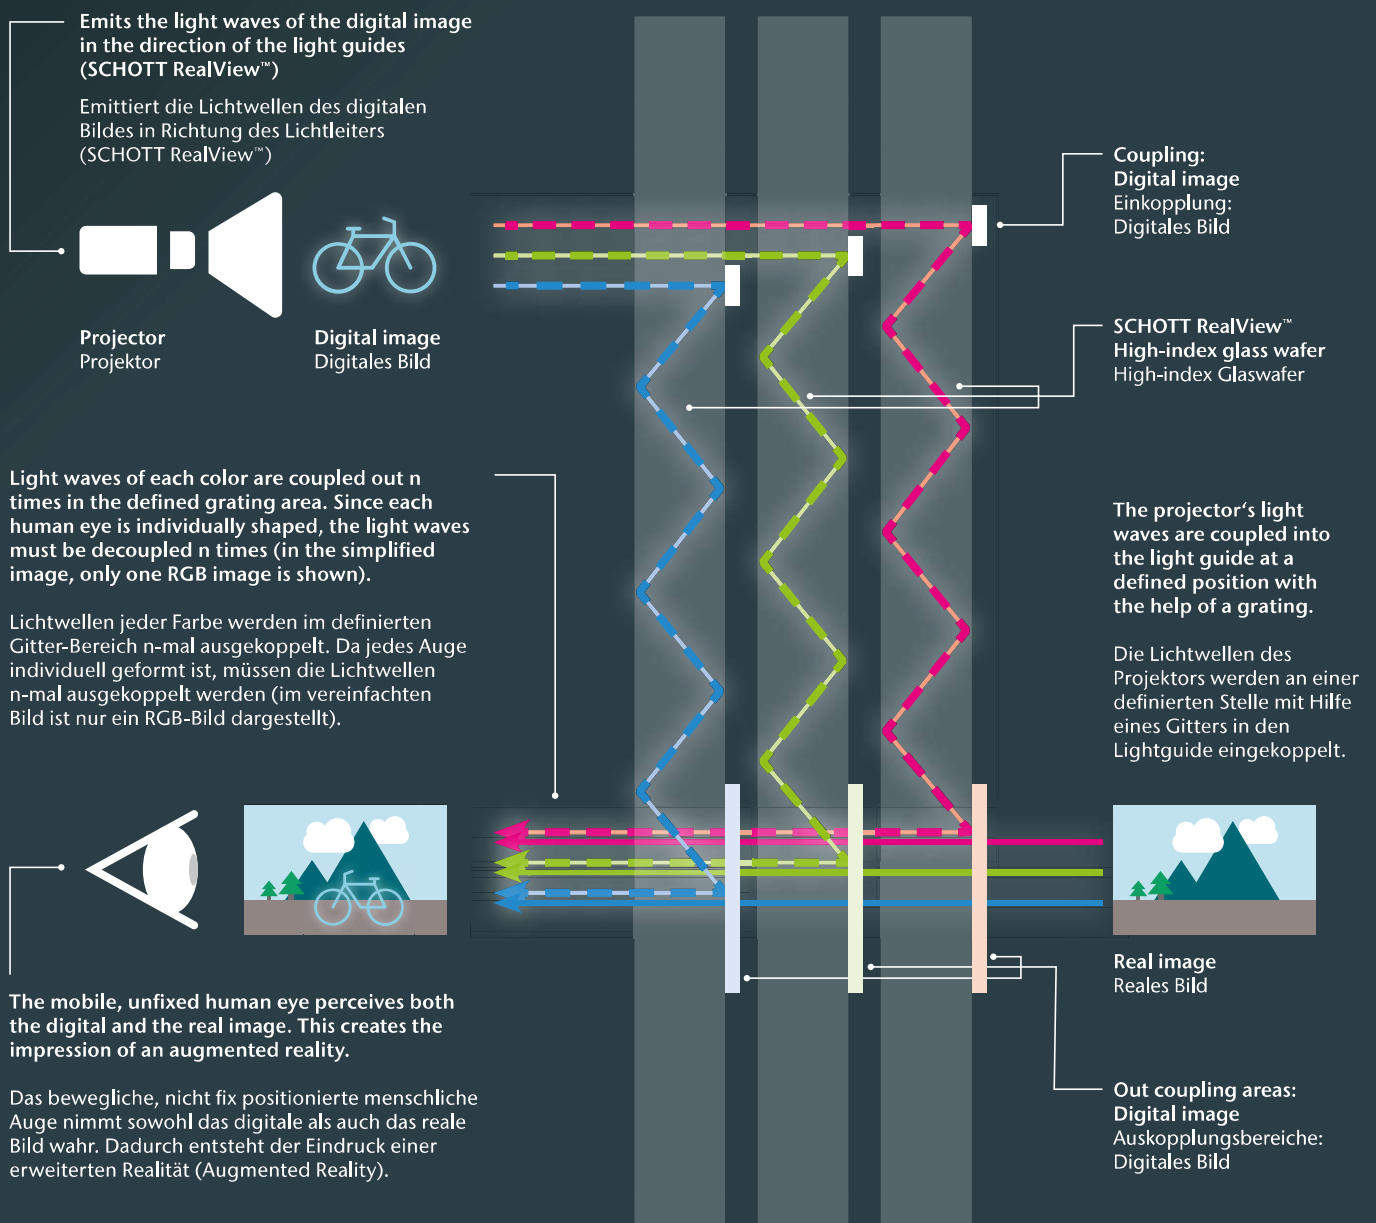 Emits the light waves of the digital image
in the direction of the light guides
(SCHOTT RealView™)
Emittiert die Lichtwellen des digitalen
Bildes in Richtung des Lichtleiters
(SCHOTT RealView™)
Projector
Projektor
Digital image
Digitales Bild
Coupling:
Digital image
Einkopplung:
Digitales Bild
SCHOTT RealView™
High-index glass wafer
High-index Glaswafer
Light waves of each color are coupled out n
times in the defined grating area. Since each
human eye is individually shaped, the light waves
must be decoupled n times (in the simplified
image, only one RGB image is shown).
Lichtwellen jeder Farbe werden im definierten
Gitter-Bereich n-mal ausgekoppelt. Da jedes Auge
individuell geformt ist, müssen die Lichtwellen
n-mal ausgekoppelt werden (im vereinfachten
Bild ist nur ein RGB-Bild dargestellt).
The projector‘s light
waves are coupled into
the light guide at a
defined position with
the help of a grating.
Die Lichtwellen des
Projektors werden an einer
definierten Stelle mit Hilfe
eines Gitters in den
Lightguide eingekoppelt.
The mobile, unfixed human eye perceives both
the digital and the real image. This creates the
impression of an augmented reality.
Das bewegliche, nicht fix positionierte menschliche
Auge nimmt sowohl das digitale als auch das reale
Bild wahr. Dadurch entsteht der Eindruck einer
erweiterten Realität (Augmented Reality).
Real image
Reales Bild
Out coupling areas:
Digital image
Auskopplungsbereiche:
Digitales Bild